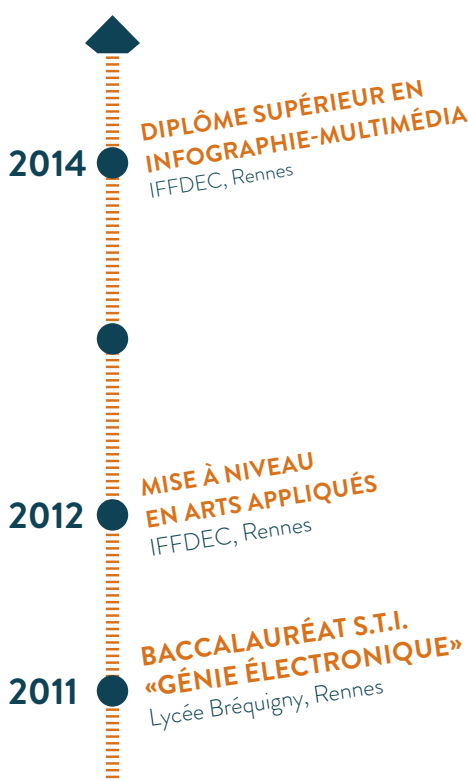 DIPLÔME SUPÉRIEUR EN
INFOGRAPHIE-MULTIMÉDIA
2014
IFFDEC, Rennes
MISE À NIVEAU
EN ARTS APPLIQUÉS
2012
IFFDEC, Rennes
BACCALAURÉAT S.T.I.
«GÉNIE ÉLECTRONIQUE»
2011
Lycée Bréquigny, Rennes